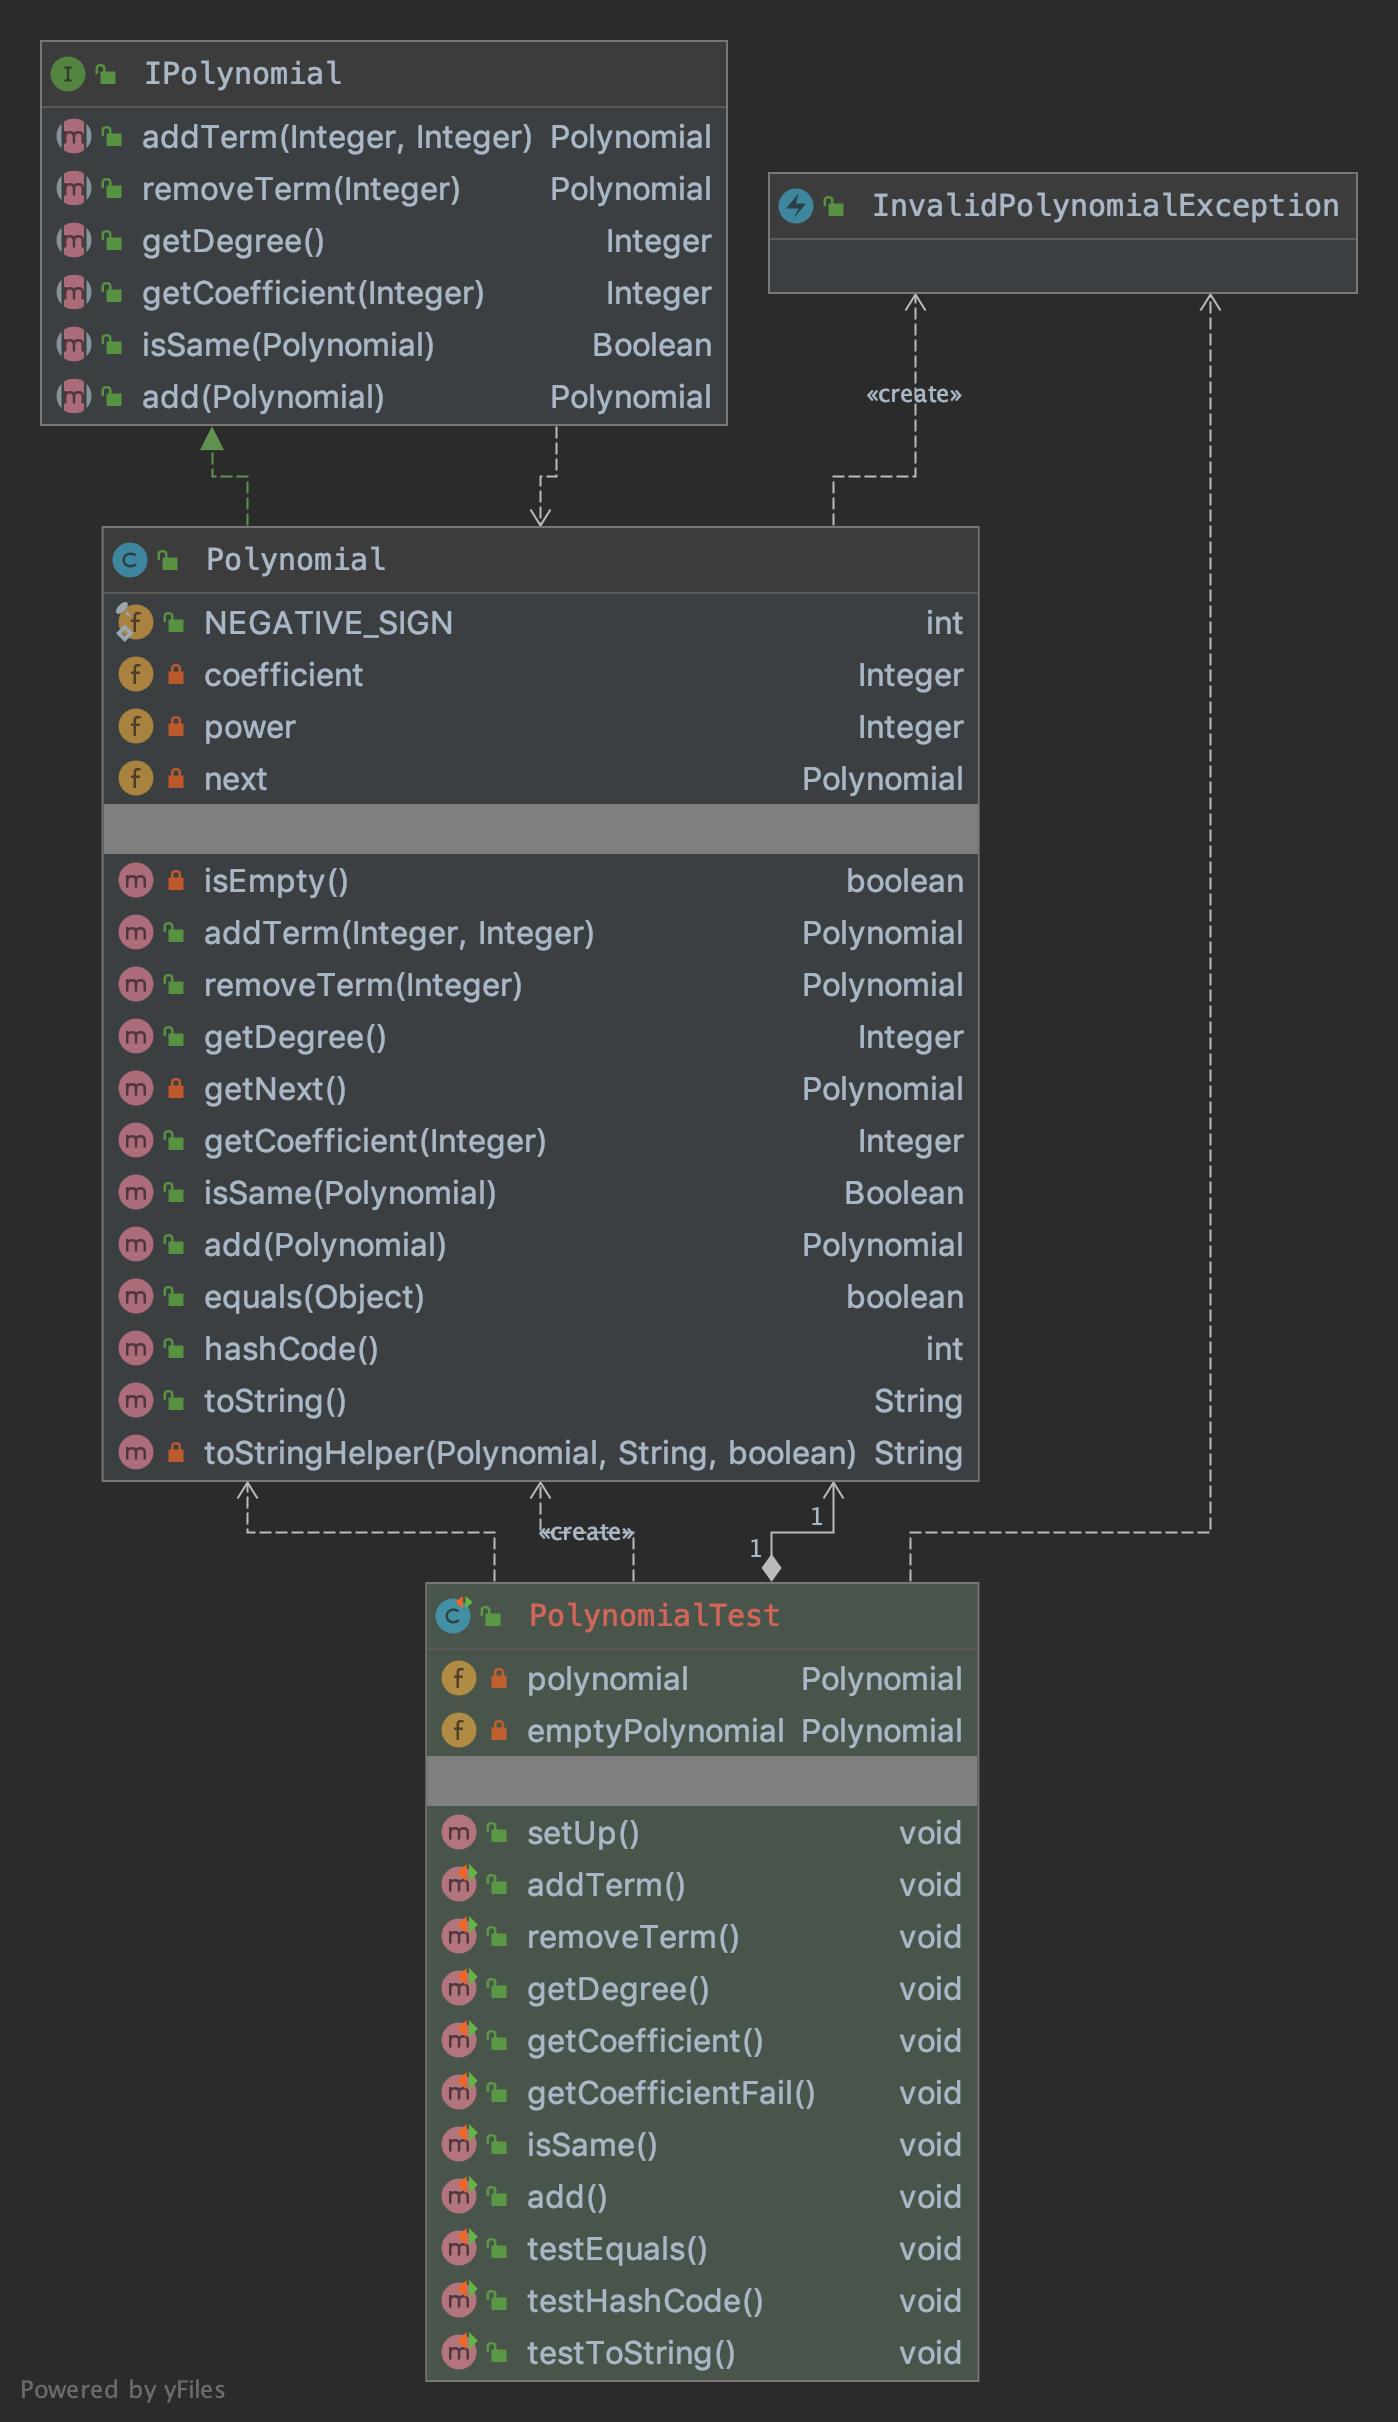 IPolynomial
addTerm(Integer, Integer) Polynomial
removeTerm(Integer) Polynomial
getDegree() Integer
getCoefficient(Integer) Integer
isSame(Polynomial) Boolean
add(Polynomial) Polynomial
InvalidPolynomialException
«create»
Polynomial
NEGATIVE_SIGN int
coefficient Integer
power Integer
next Polynomial
isEmpty() boolean
addTerm(Integer, Integer) Polynomial
removeTerm(Integer) Polynomial
getDegree() Integer
getNext() Polynomial
getCoefficient(Integer) Integer
isSame(Polynomial) Boolean
add(Polynomial) Polynomial
equals(Object) boolean
hashCode() int
toString() String
toStringHelper(Polynomial, String, boolean) String
1
«create»
1
PolynomialTest
polynomial Polynomial
emptyPolynomial Polynomial
setUp() void
addTerm() void
removeTerm() void
getDegree() void
getCoefficient() void
getCoefficientFail() void
isSame() void
add() void
testEquals() void
testHashCode() void
testToString() void
Powered by yFiles